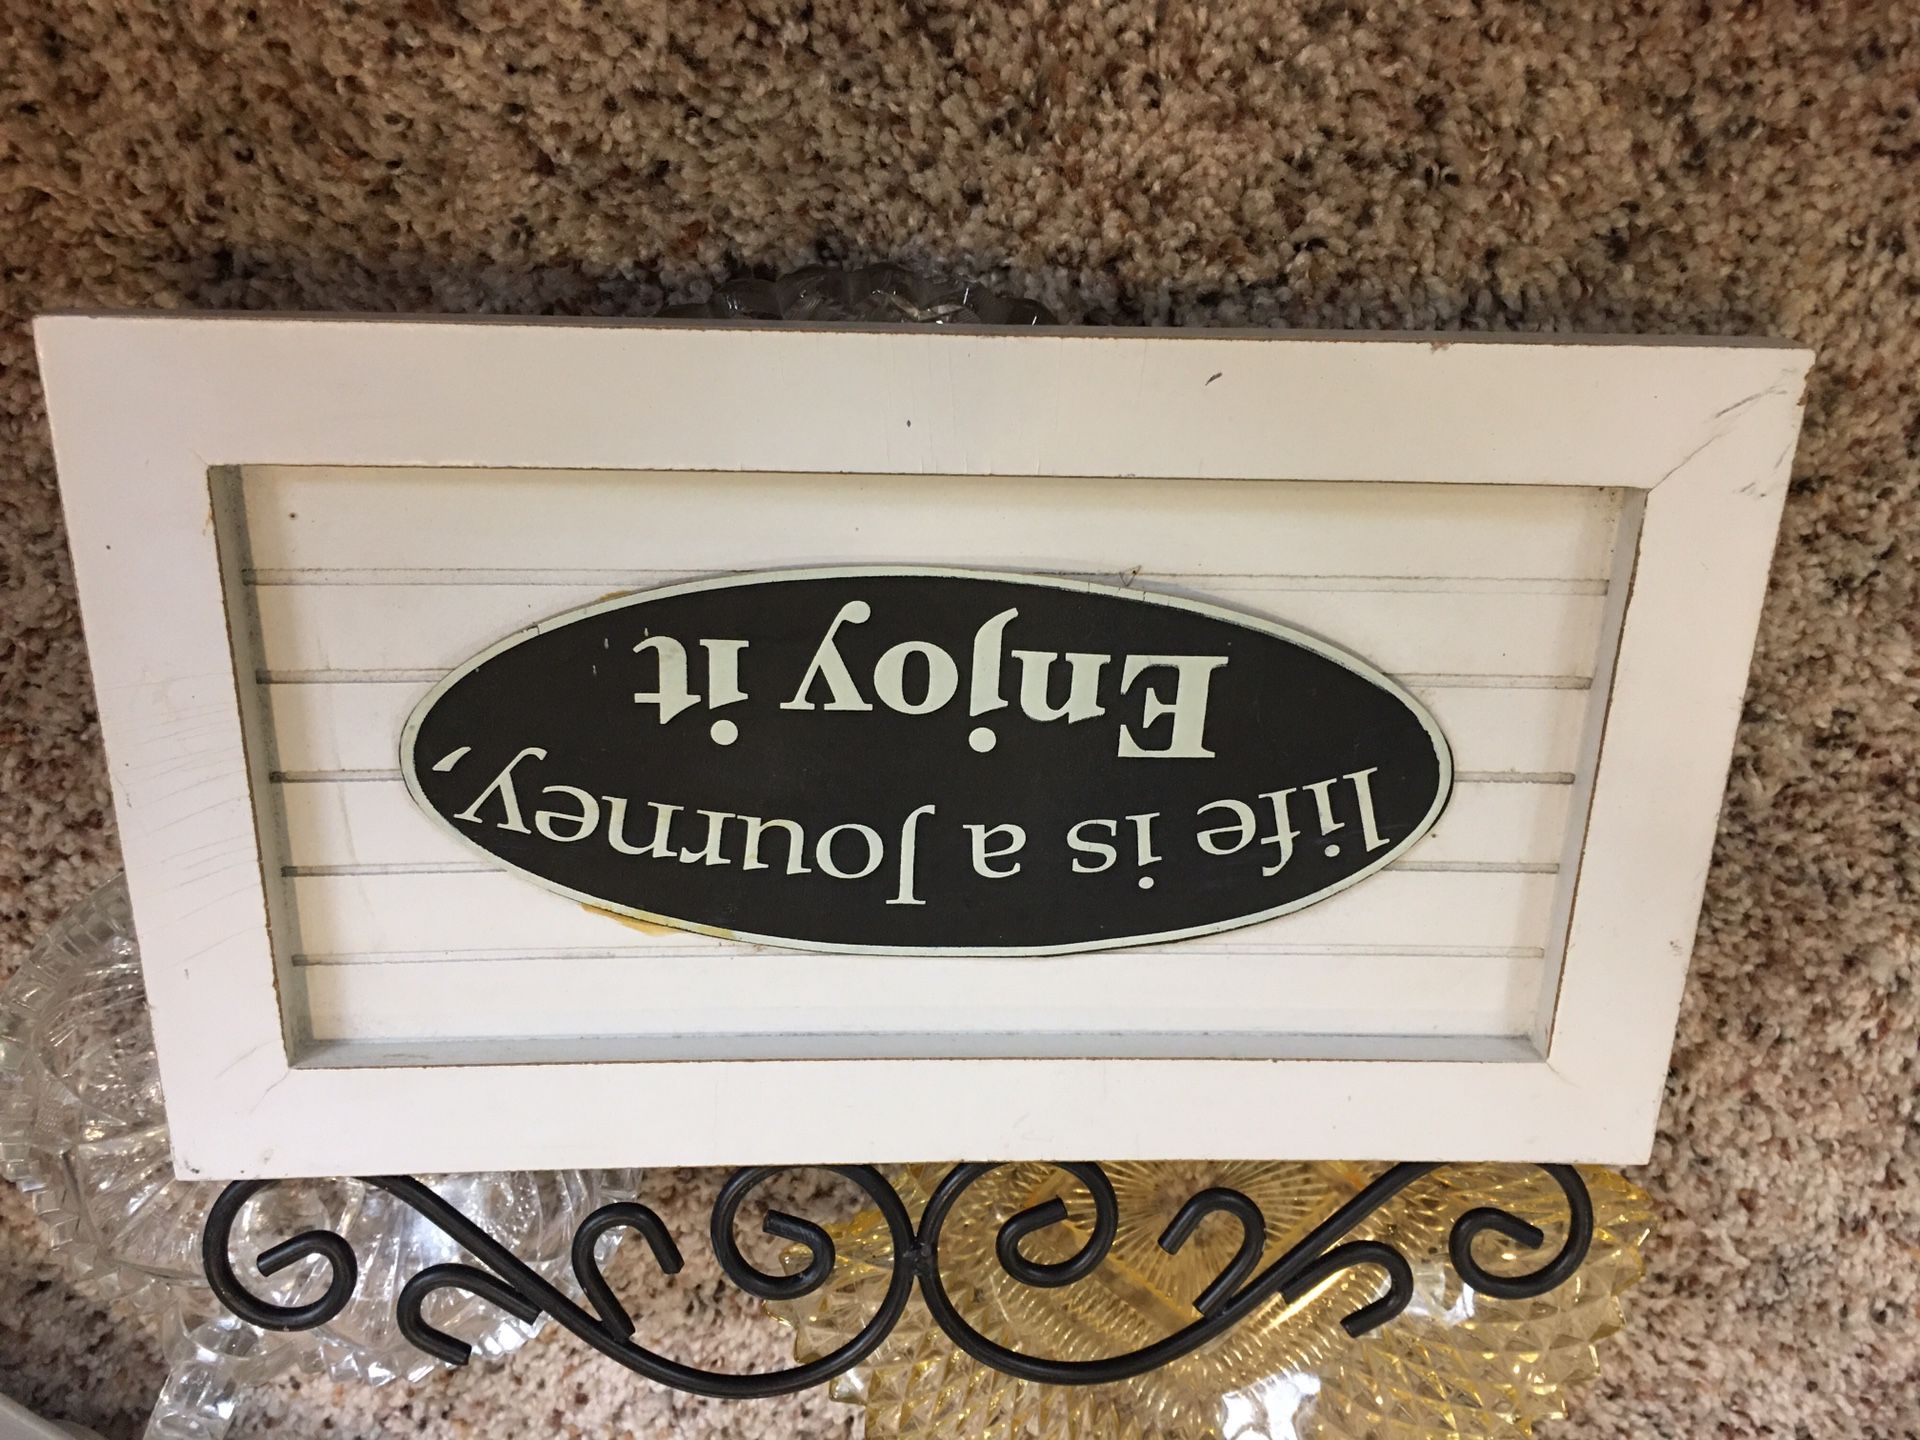 life is a Journey,
Enjoy it